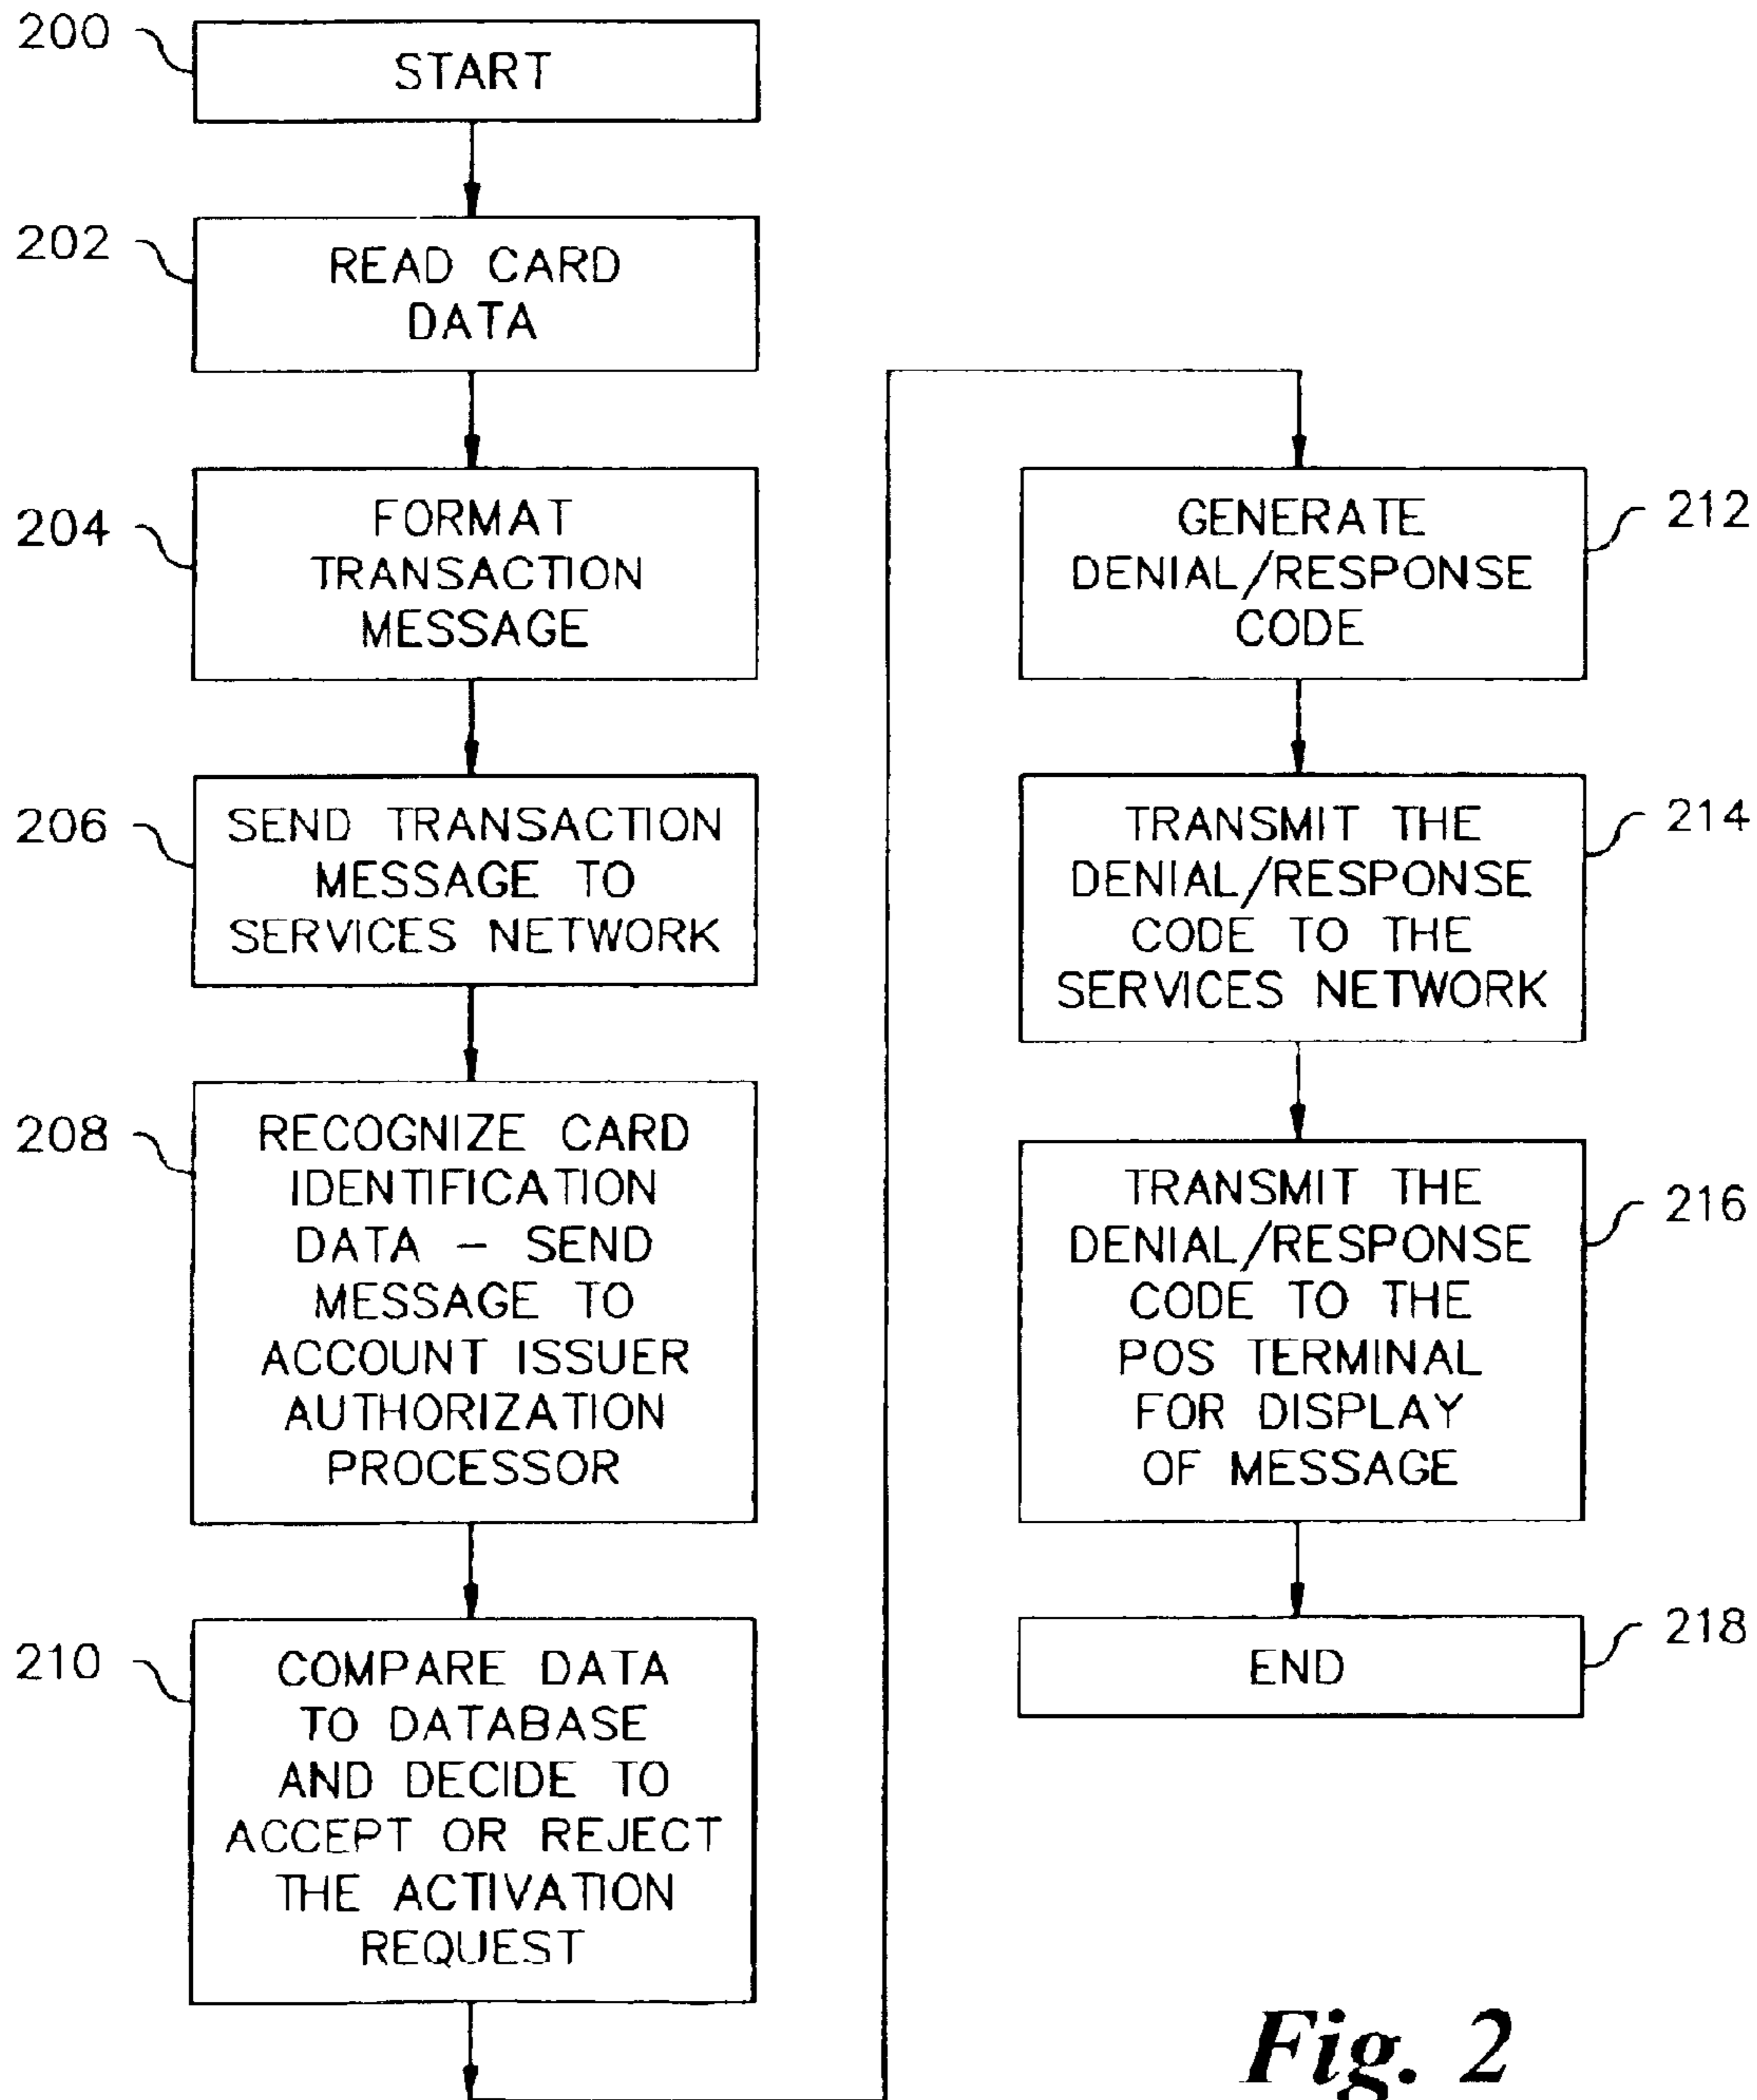 200
START
202
READ CARD
DATA
204
FORMAT
TRANSACTION
MESSAGE
206
SEND TRANSACTION
MESSAGE TO
SERVICES NETWORK
208
RECOGNIZE CARD
IDENTIFICATION
DATA – SEND
MESSAGE TO
ACCOUNT ISSUER
AUTHORIZATION
PROCESSOR
210
COMPARE DATA
TO DATABASE
AND DECIDE TO
ACCEPT OR REJECT
THE ACTIVATION
REQUEST
212
GENERATE
DENIAL/RESPONSE
CODE
214
TRANSMIT THE
DENIAL/RESPONSE
CODE TO THE
SERVICES NETWORK
216
TRANSMIT THE
DENIAL/RESPONSE
CODE TO THE
POS TERMINAL
FOR DISPLAY
OF MESSAGE
218
END
Fig. 2